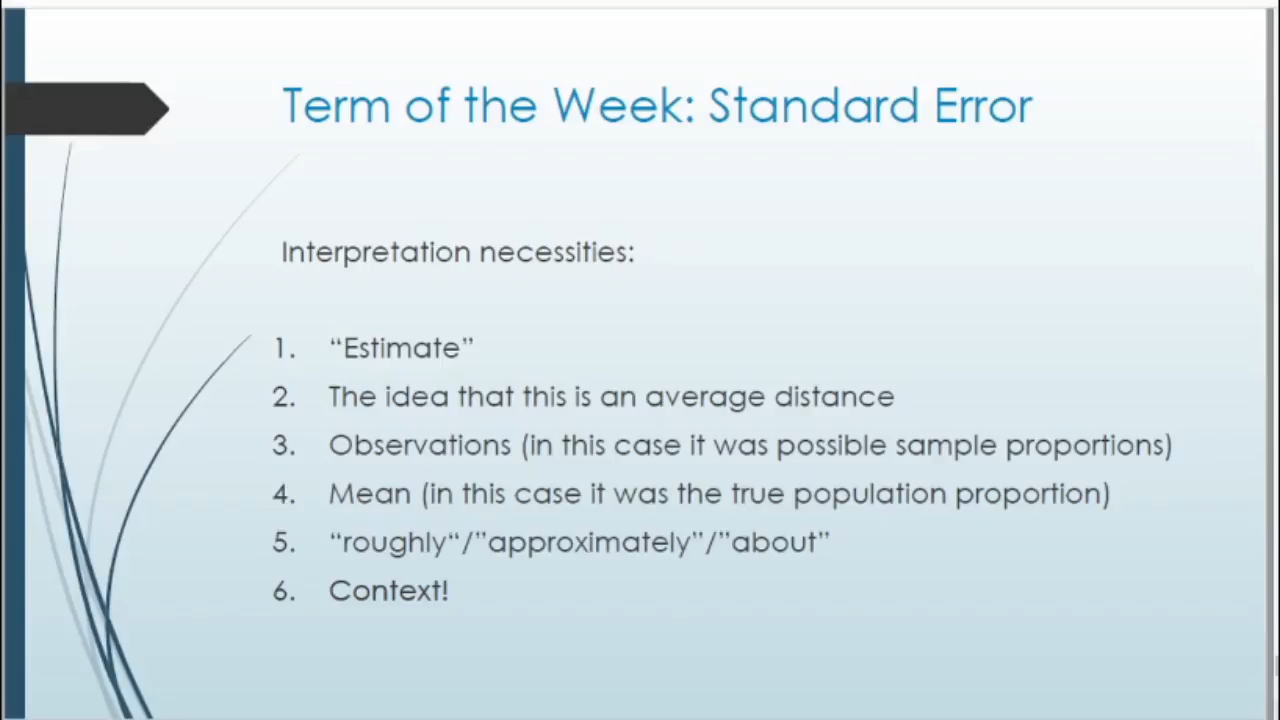 Term of the Week: Standard Error
Interpretation necessities:
1. “Estimate”
2. The idea that this is an average distance
3. Observations (in this case it was possible sample proportions)
4. Mean (in this case it was the true population proportion)
5. “roughly“/”approximately”/”about”
6. Context!